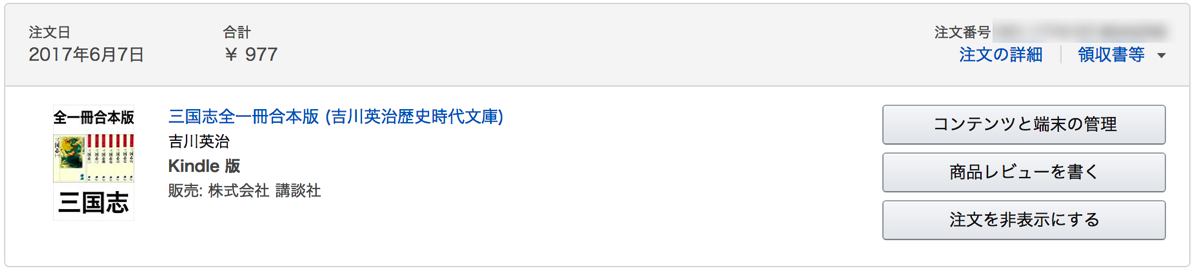 注文日
2017年6月7日
合計
¥ 977
注文番号
注文の詳細
領収書等
全一冊合本版
三国志
三国志全一冊合本版 (吉川英治歴史時代文庫)
吉川英治
Kindle 版
販売: 株式会社 講談社
コンテンツと端末の管理
商品レビューを書く
注文を非表示にする